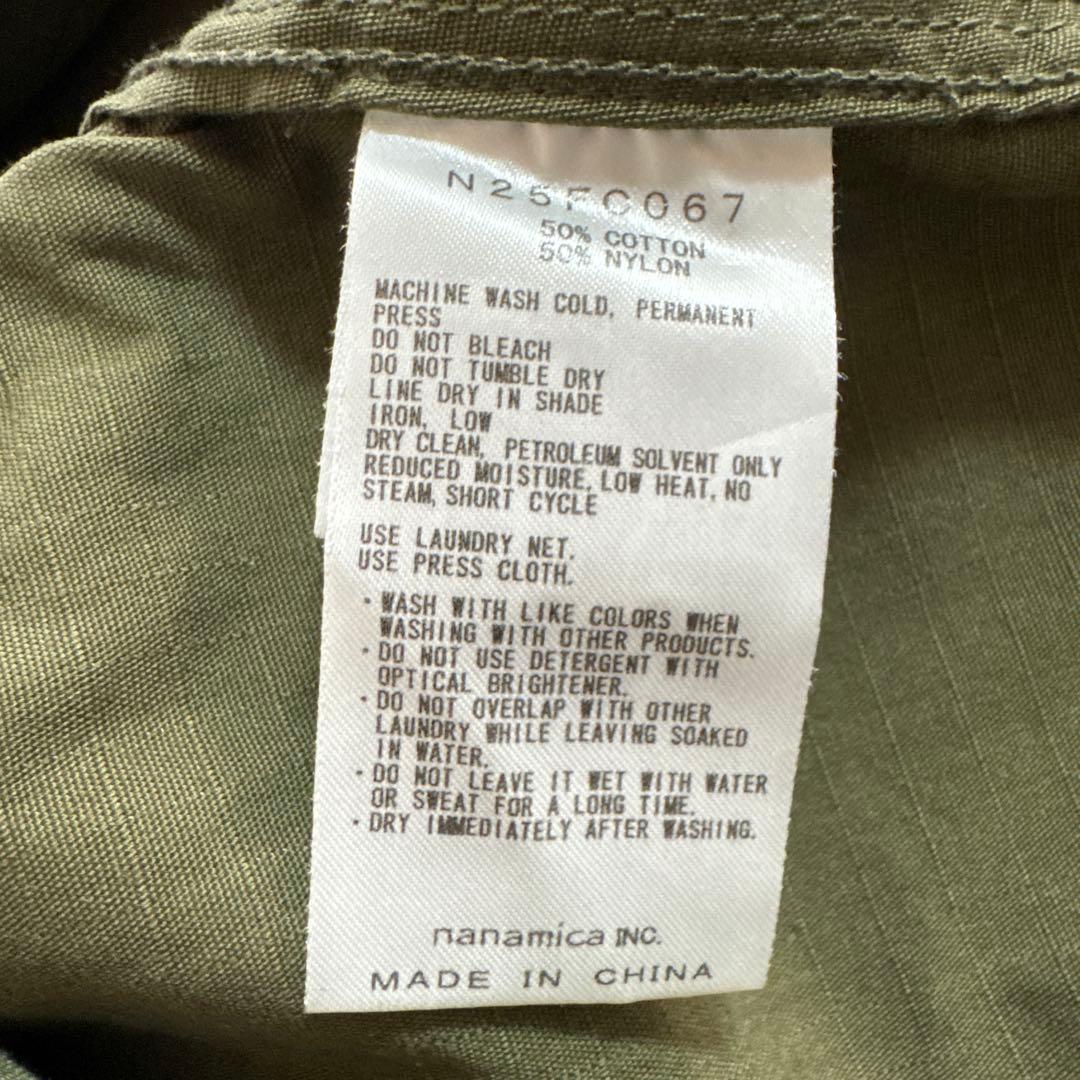 N25FC067
50% COTTON
50% NYLON
MACHINE WASH COLD, PERMANENT
PRESS
DO NOT BLEACH
DO NOT TUMBLE DRY
LINE DRY IN SHADE
IRON, LOW
DRY CLEAN, PETROLEUM SOLVENT ONLY
REDUCED MOISTURE, LOW HEAT, NO
STEAM, SHORT CYCLE
USE LAUNDRY NET.
USE PRESS CLOTH.
・WASH WITH LIKE COLORS WHEN
WASHING WITH OTHER PRODUCTS.
・DO NOT USE DETERGENT WITH
OPTICAL BRIGHTENER.
・DO NOT OVERLAP WITH OTHER
LAUNDRY WHILE LEAVING SOAKED
IN WATER.
・DO NOT LEAVE IT WET WITH WATER
OR SWEAT FOR A LONG TIME.
・DRY IMMEDIATELY AFTER WASHING.
nanamica INC.
MADE IN CHINA